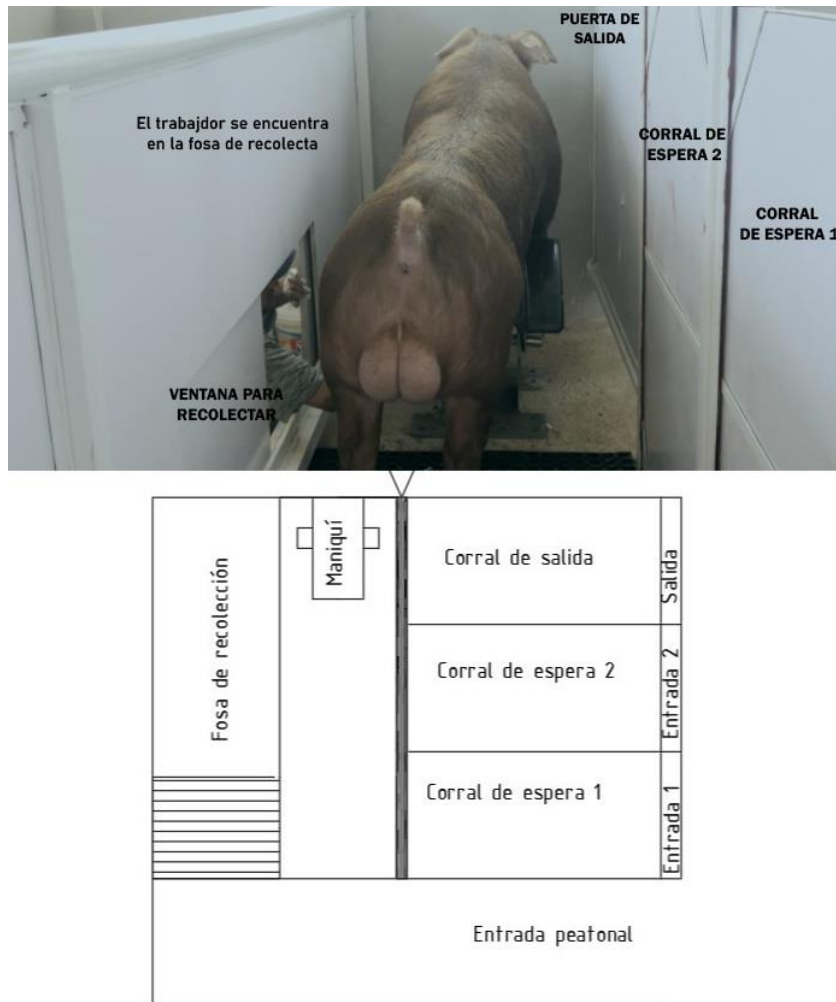 PUERTA DE
SALIDA
El trabajdor se encuentra
en la fosa de recolecta
CORRAL DE
ESPERA 2
CORRAL
DE ESPERA 1
VENTANA PARA
RECOLECTAR
Fosa de recolección
Maniquí
Corral de salida
Salida
Corral de espera 2
Entrada 2
Corral de espera 1
Entrada 1
Entrada peatonal